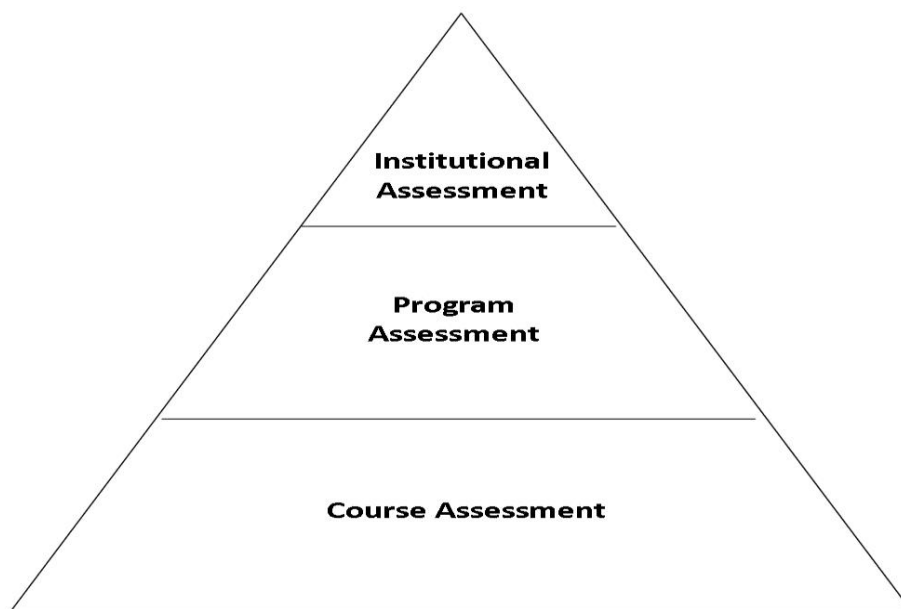 Institutional
Assessment
Program
Assessment
Course Assessment